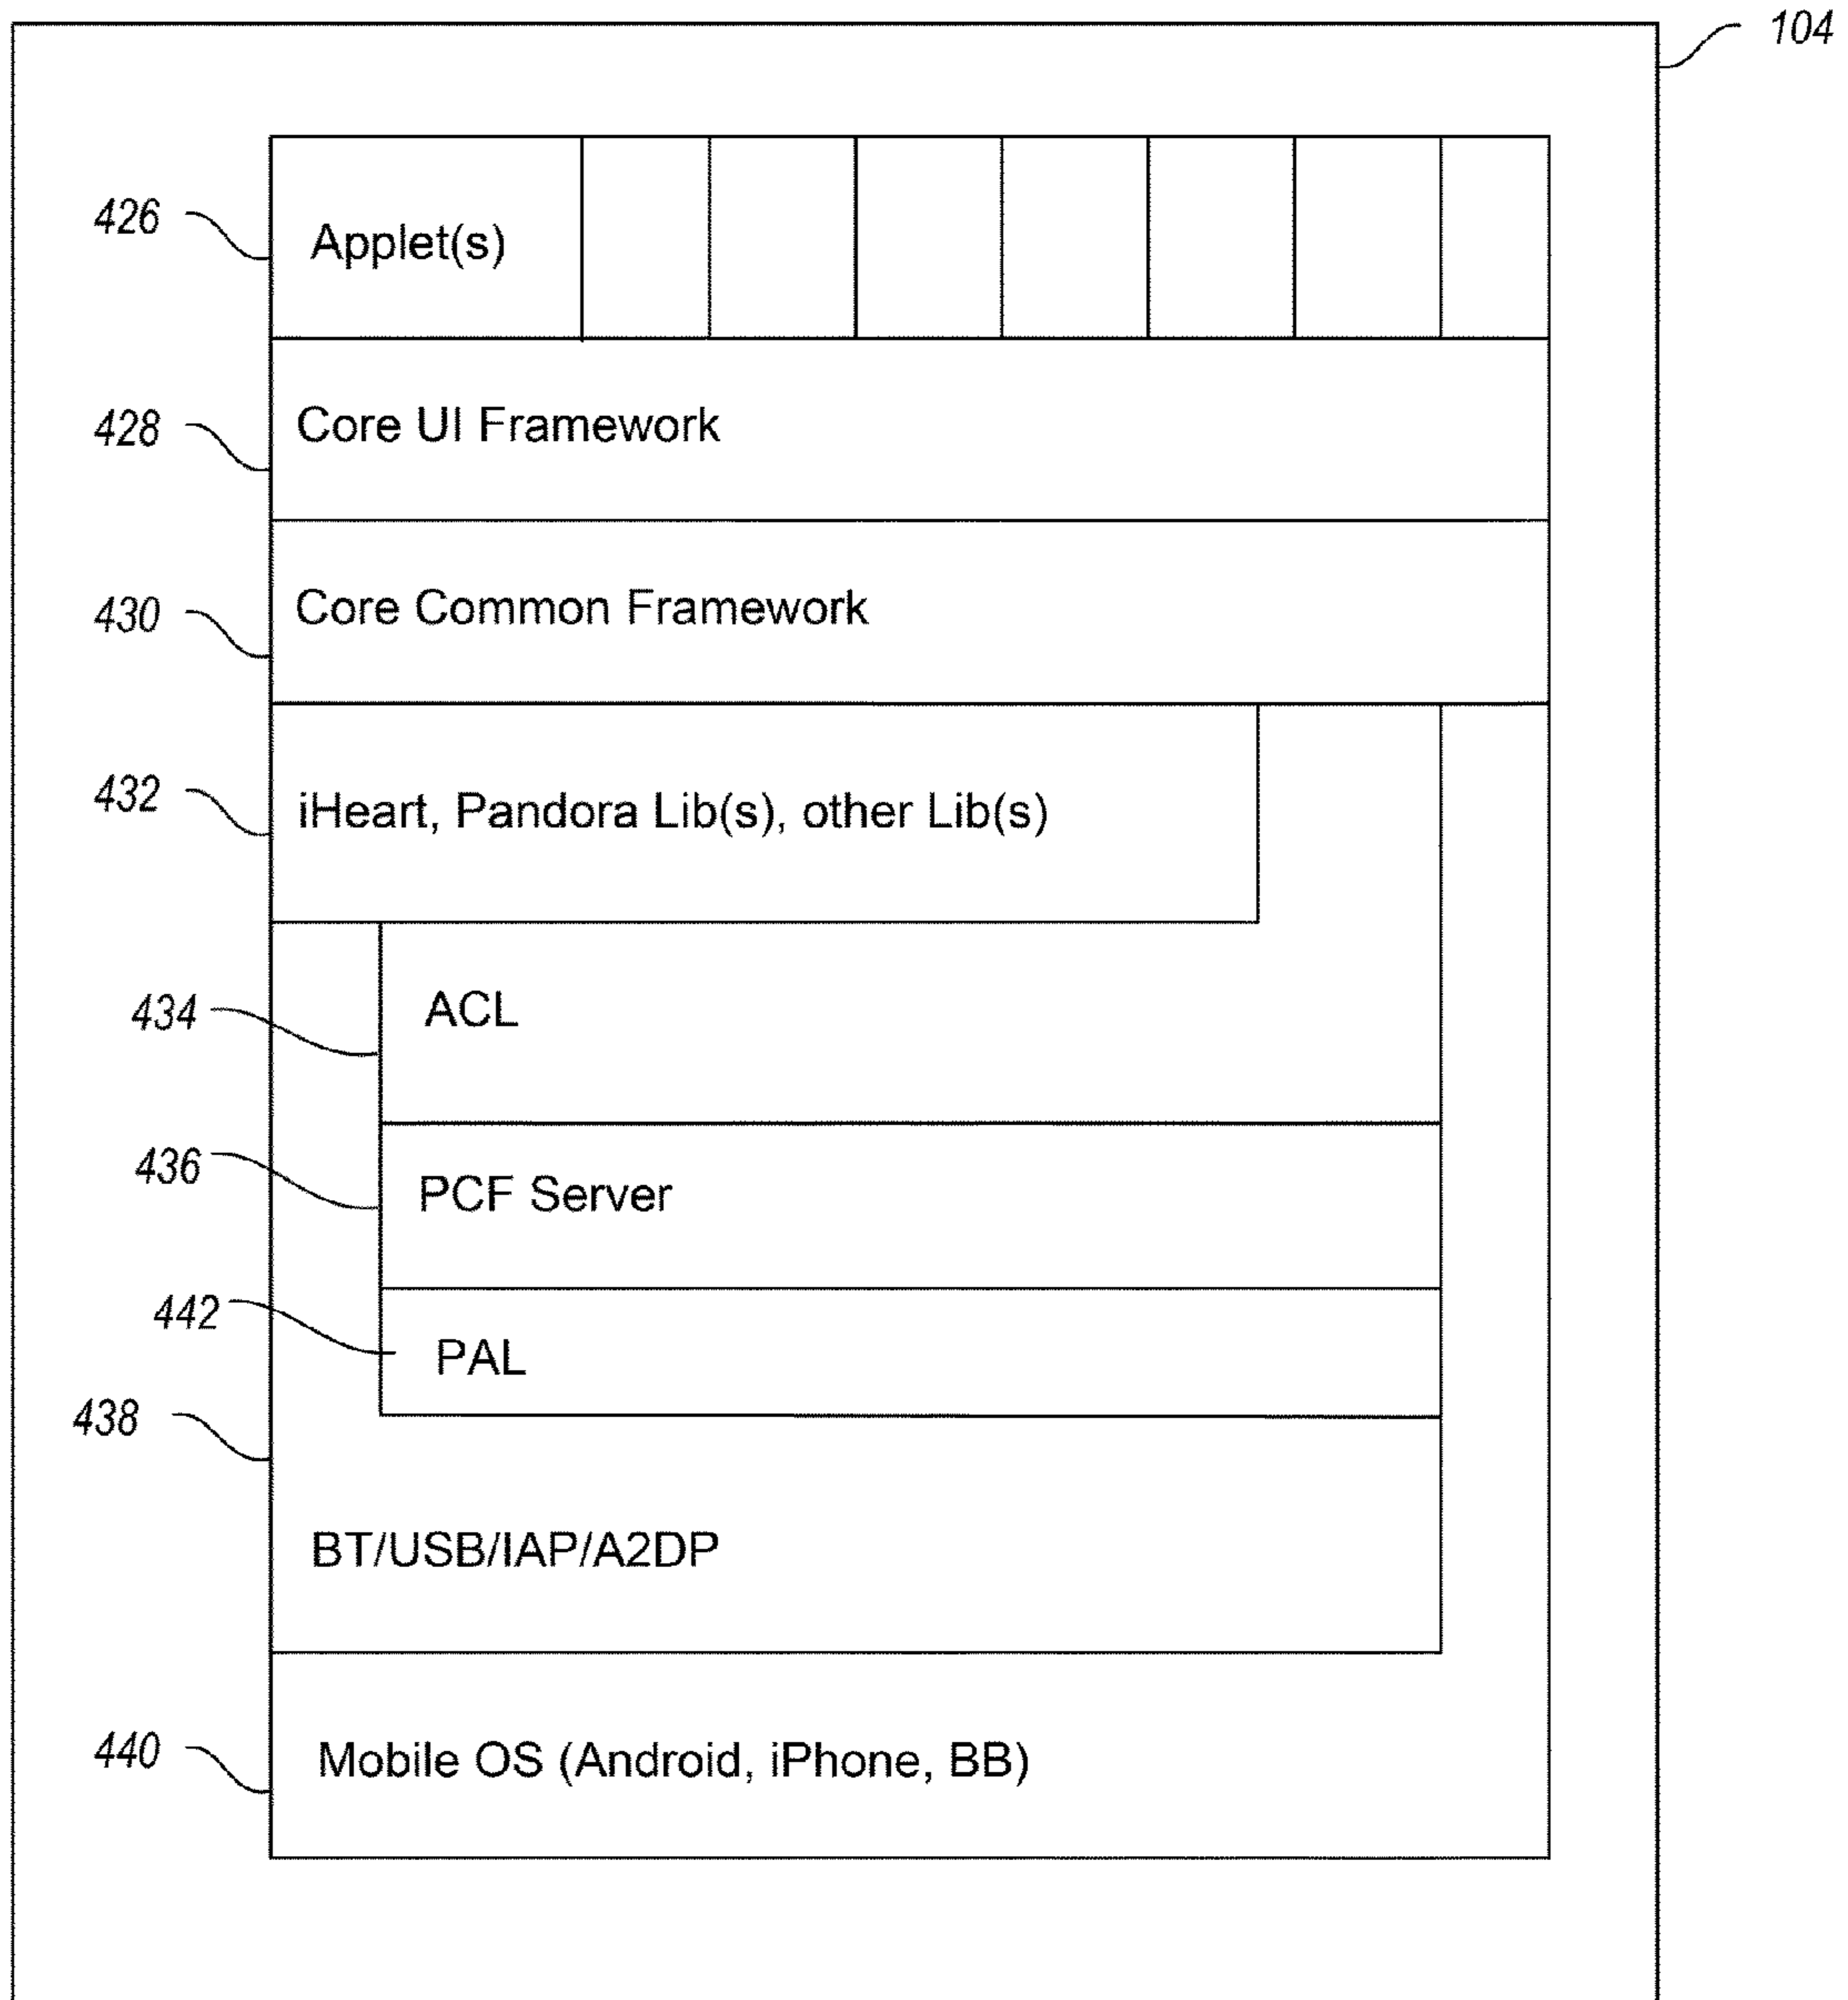 104
426
Applet(s)
428
Core UI Framework
430
Core Common Framework
432
iHeart, Pandora Lib(s), other Lib(s)
434
ACL
436
PCF Server
442
PAL
438
BT/USB/IAP/A2DP
440
Mobile OS (Android, iPhone, BB)